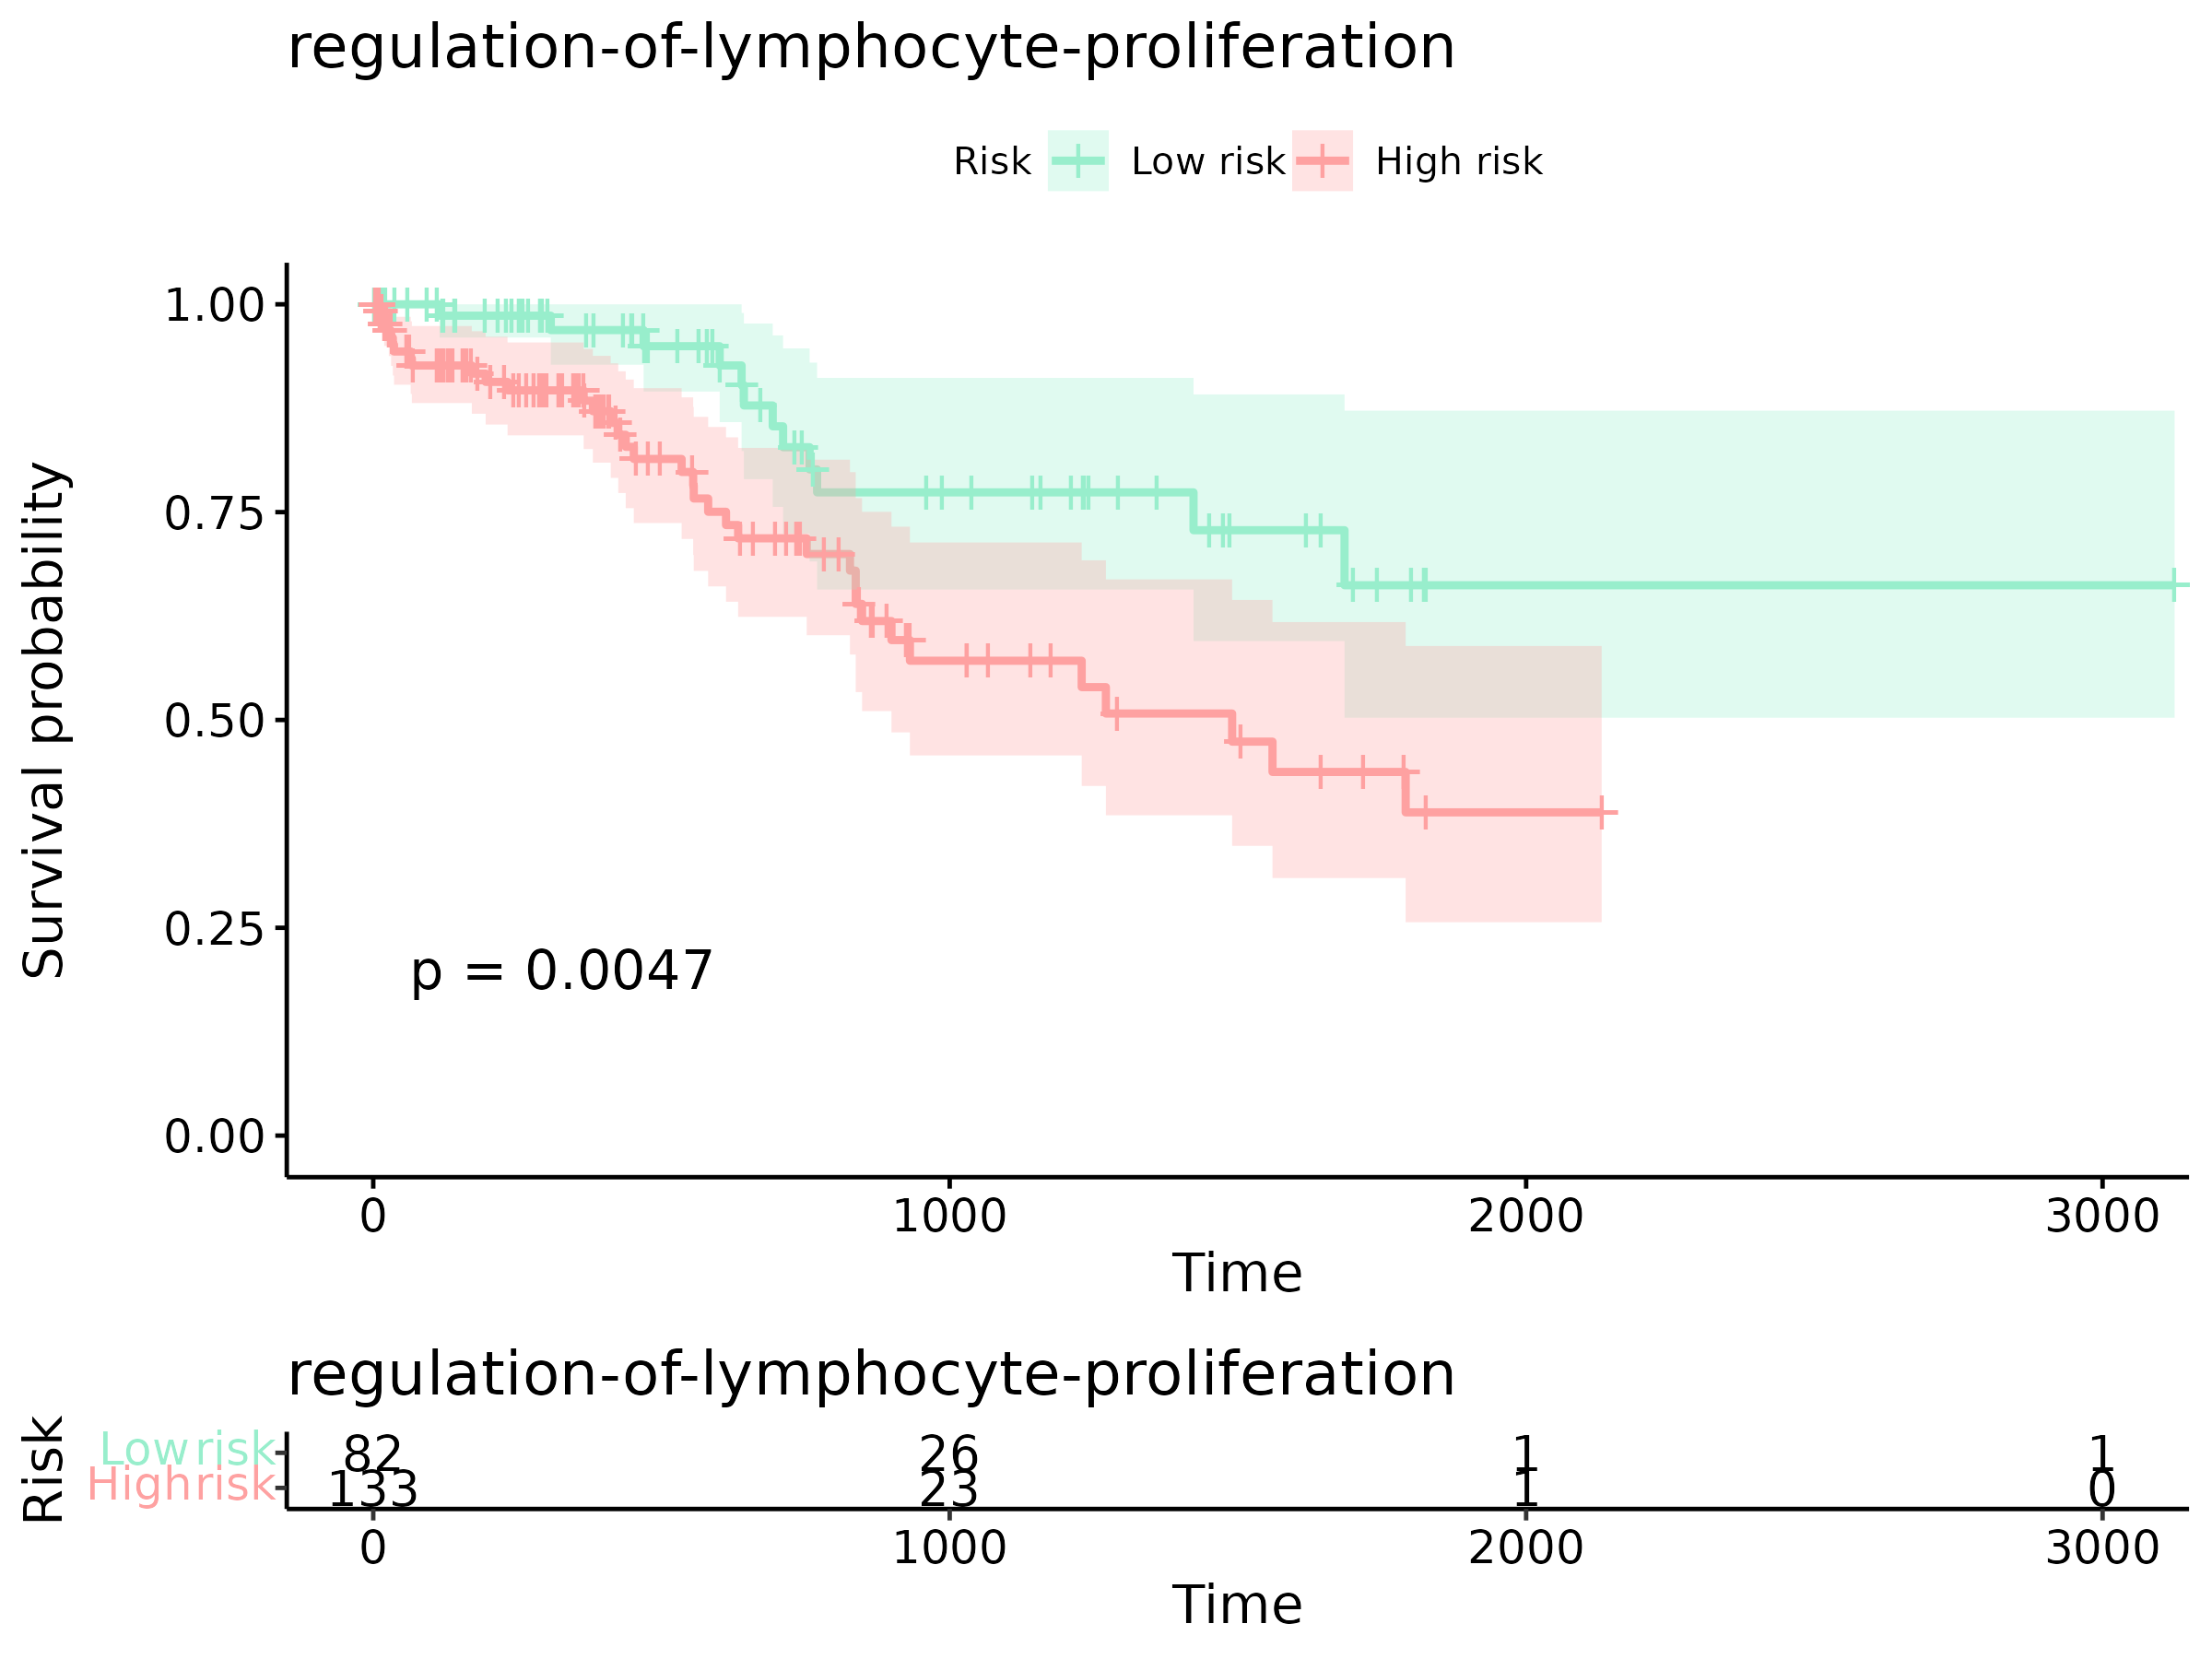 regulation-of-lymphocyte-proliferation
Risk Low risk High risk
Survival probability
1.00
0.75
0.50
0.25
0.00
p = 0.0047
0 1000 2000 3000
Time
regulation-of-lymphocyte-proliferation
Risk
Low risk 82 26 1 1
High risk 133 23 1 0
0 1000 2000 3000
Time